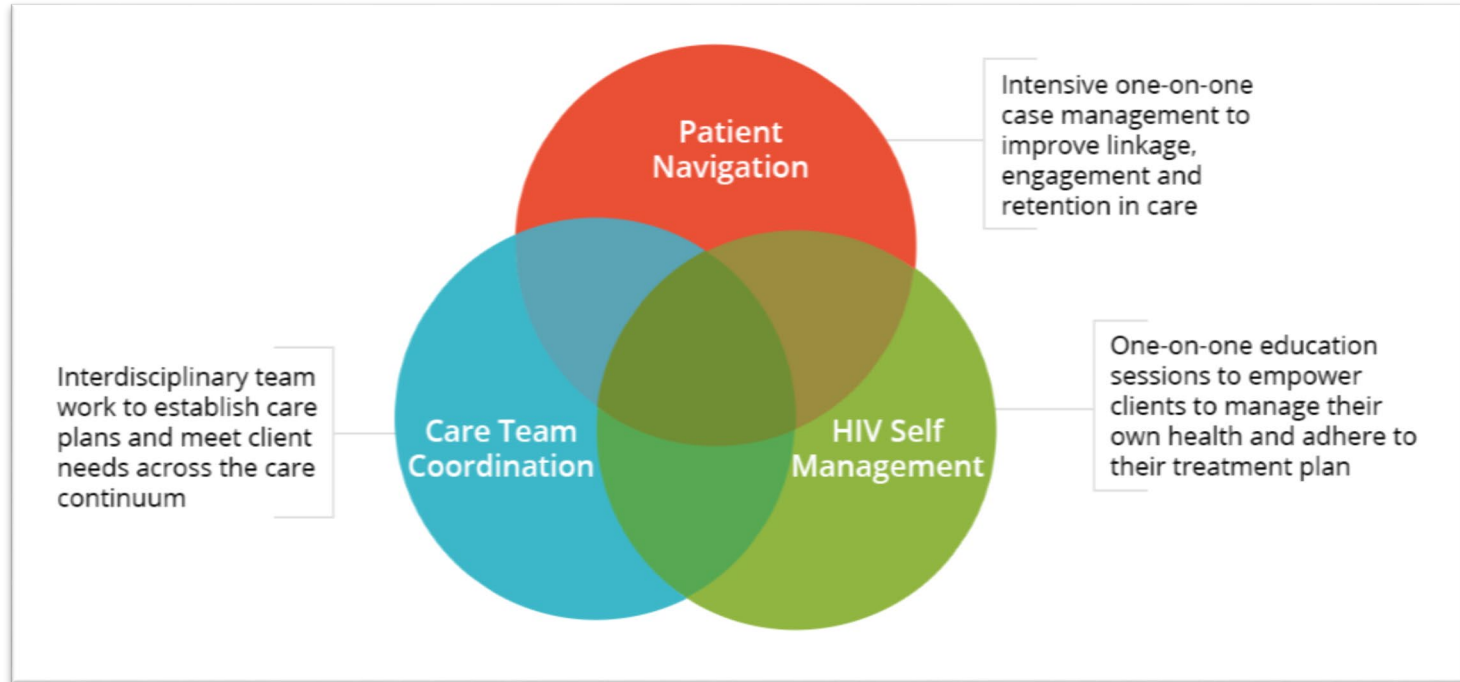 Patient
Navigation
Intensive one-on-one
case management to
improve linkage,
engagement and
retention in care
Interdisciplinary team
work to establish care
plans and meet client
needs across the care
continuum
Care Team
Coordination
HIV Self
Management
One-on-one education
sessions to empower
clients to manage their
own health and adhere to
their treatment plan